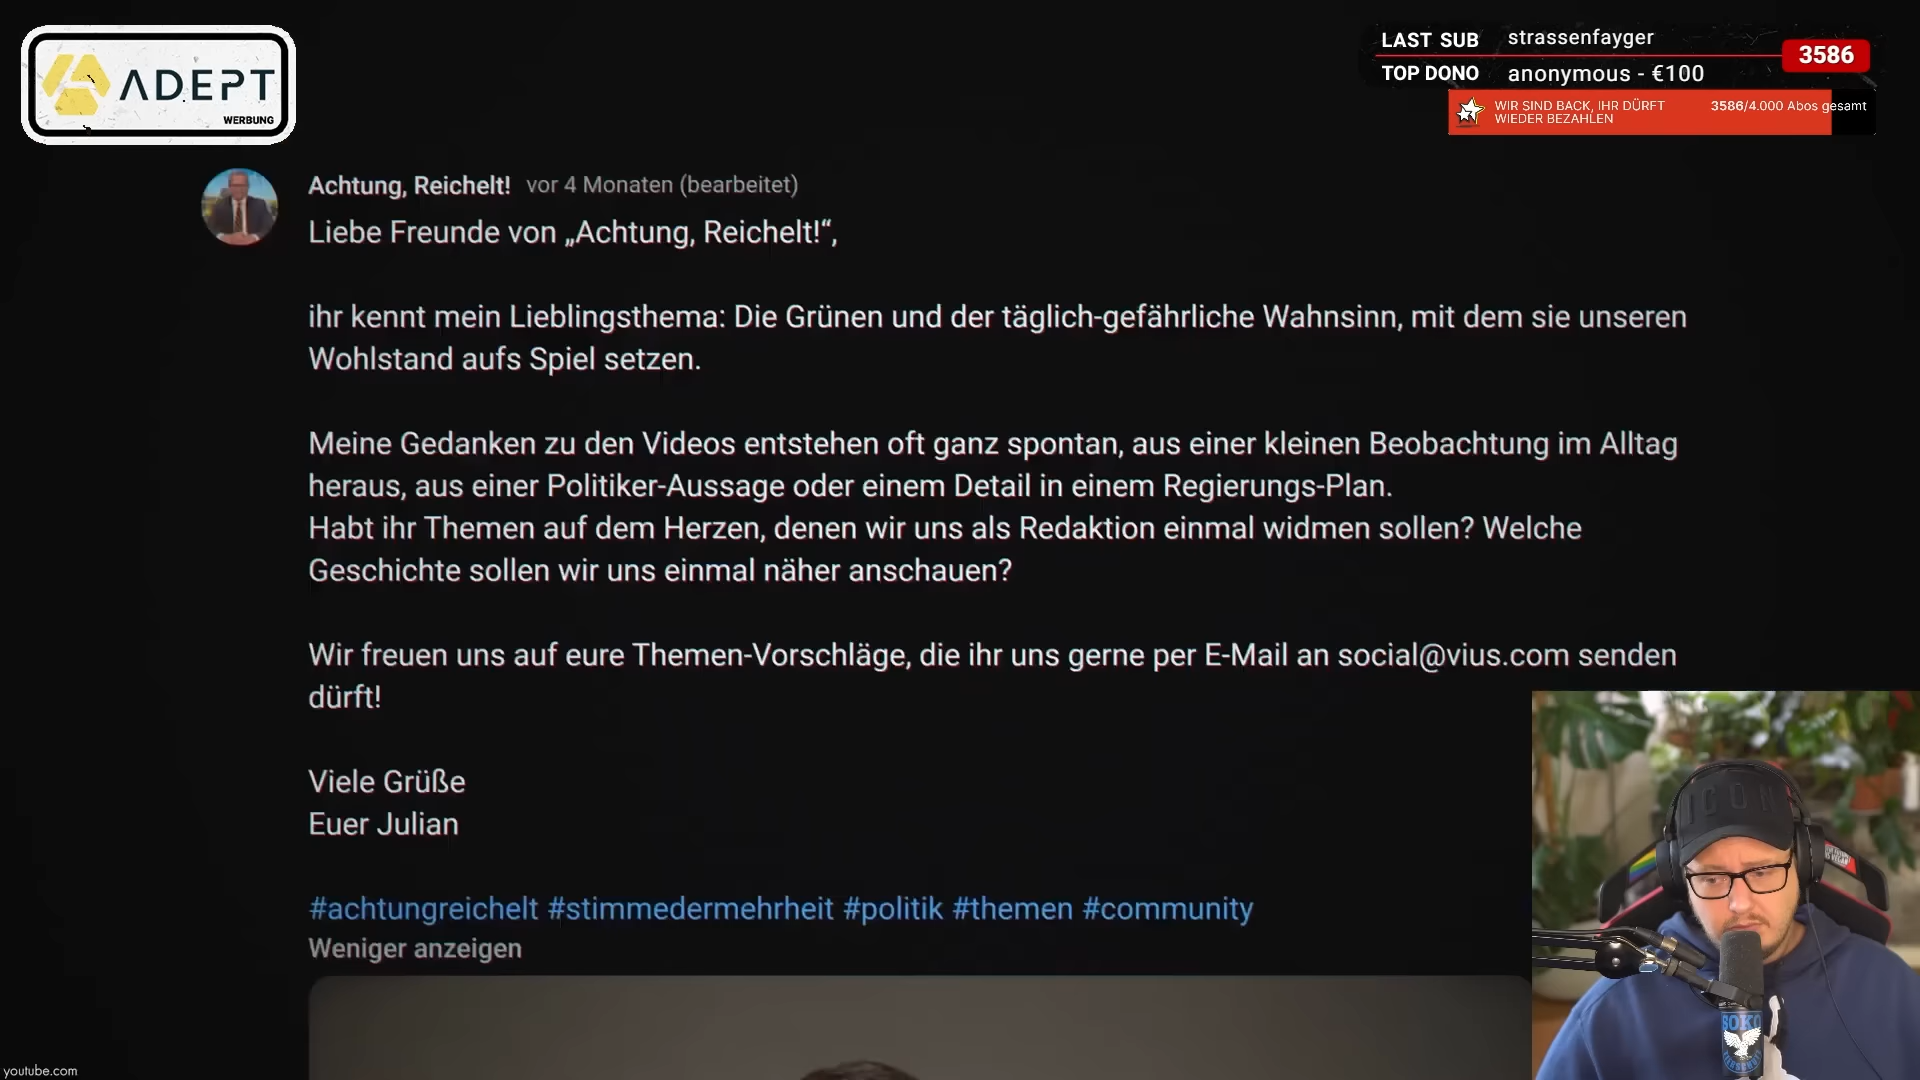 ADEPT
WERBUNG
LAST SUB strassenfayger
TOP DONO anonymous - €100
3586
WIR SIND BACK, IHR DÜRFT
WIEDER BEZAHLEN
3586/4.000 Abos gesamt
Achtung, Reichelt! vor 4 Monaten (bearbeitet)
Liebe Freunde von „Achtung, Reichelt!“,
ihr kennt mein Lieblingsthema: Die Grünen und der täglich-gefährliche Wahnsinn, mit dem sie unseren
Wohlstand aufs Spiel setzen.
Meine Gedanken zu den Videos entstehen oft ganz spontan, aus einer kleinen Beobachtung im Alltag
heraus, aus einer Politiker-Aussage oder einem Detail in einem Regierungs-Plan.
Habt ihr Themen auf dem Herzen, denen wir uns als Redaktion einmal widmen sollen? Welche
Geschichte sollen wir uns einmal näher anschauen?
Wir freuen uns auf eure Themen-Vorschläge, die ihr uns gerne per E-Mail an social@vius.com senden
dürft!
Viele Grüße
Euer Julian
#achtungreichelt #stimmedermehrheit #politik #themen #community
Weniger anzeigen
ICON
SOKO
youtube.com